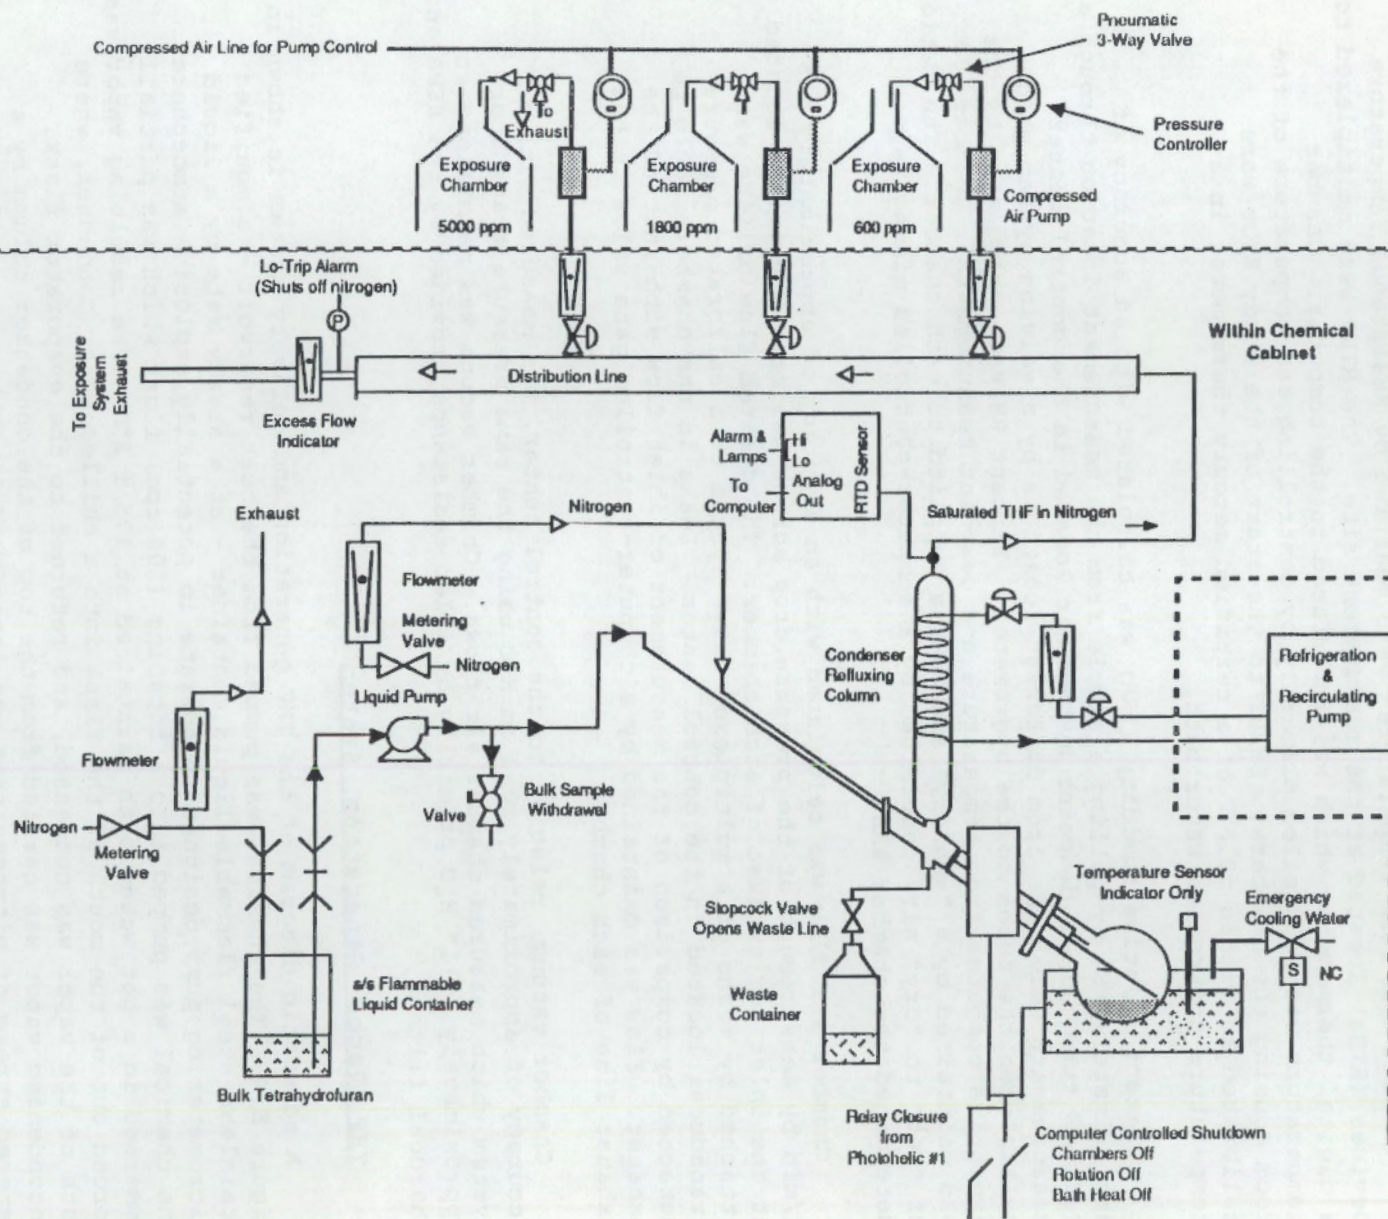 Pneumatic
3-Way Valve
Compressed Air Line for Pump Control
To
Exhaust
Pressure
Controller
Exposure
Chamber
5000 ppm
Exposure
Chamber
1800 ppm
Exposure
Chamber
600 ppm
Compressed
Air Pump
Lo-Trip Alarm
(Shuts off nitrogen)
P
Within Chemical
Cabinet
To Exposure
System
Exhaust
Distribution Line
Excess Flow
Indicator
Alarm &
Lamps
Hi
Lo
To
Computer
Analog
Out
RTD Sensor
Saturated THF in Nitrogen
Exhaust
Nitrogen
Flowmeter
Metering
Valve
Nitrogen
Liquid Pump
Condenser
Refluxing
Column
Refrigeration
&
Recirculating
Pump
Flowmeter
Nitrogen
Metering
Valve
Valve
Bulk Sample
Withdrawal
Temperature Sensor
Indicator Only
Emergency
Cooling Water
S
NC
Stopcock Valve
Opens Waste Line
Waste
Container
s/s Flammable
Liquid Container
Bulk Tetrahydrofuran
Relay Closure
from
Photohelic #1
Computer Controlled Shutdown
Chambers Off
Rotation Off
Bath Heat Off